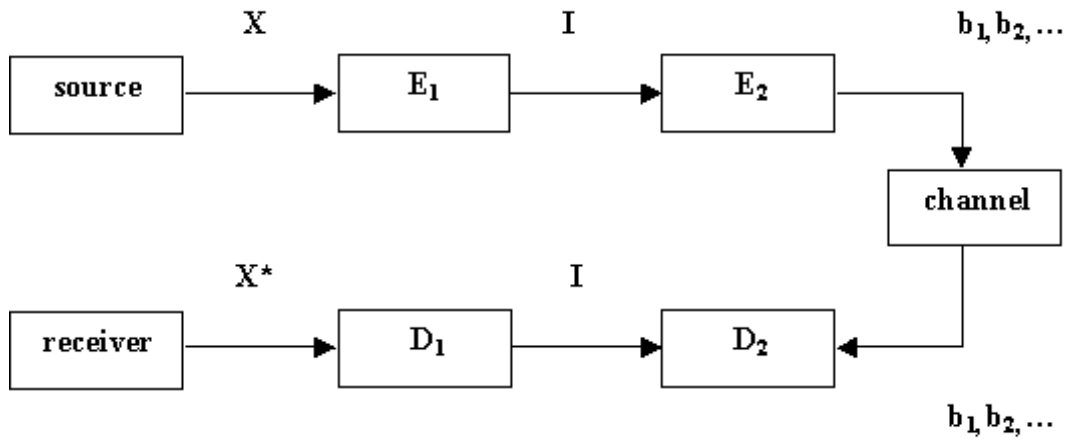 X I b₁, b₂, ...
source E₁ E₂
channel
X* I
receiver D₁ D₂
b₁, b₂, ...